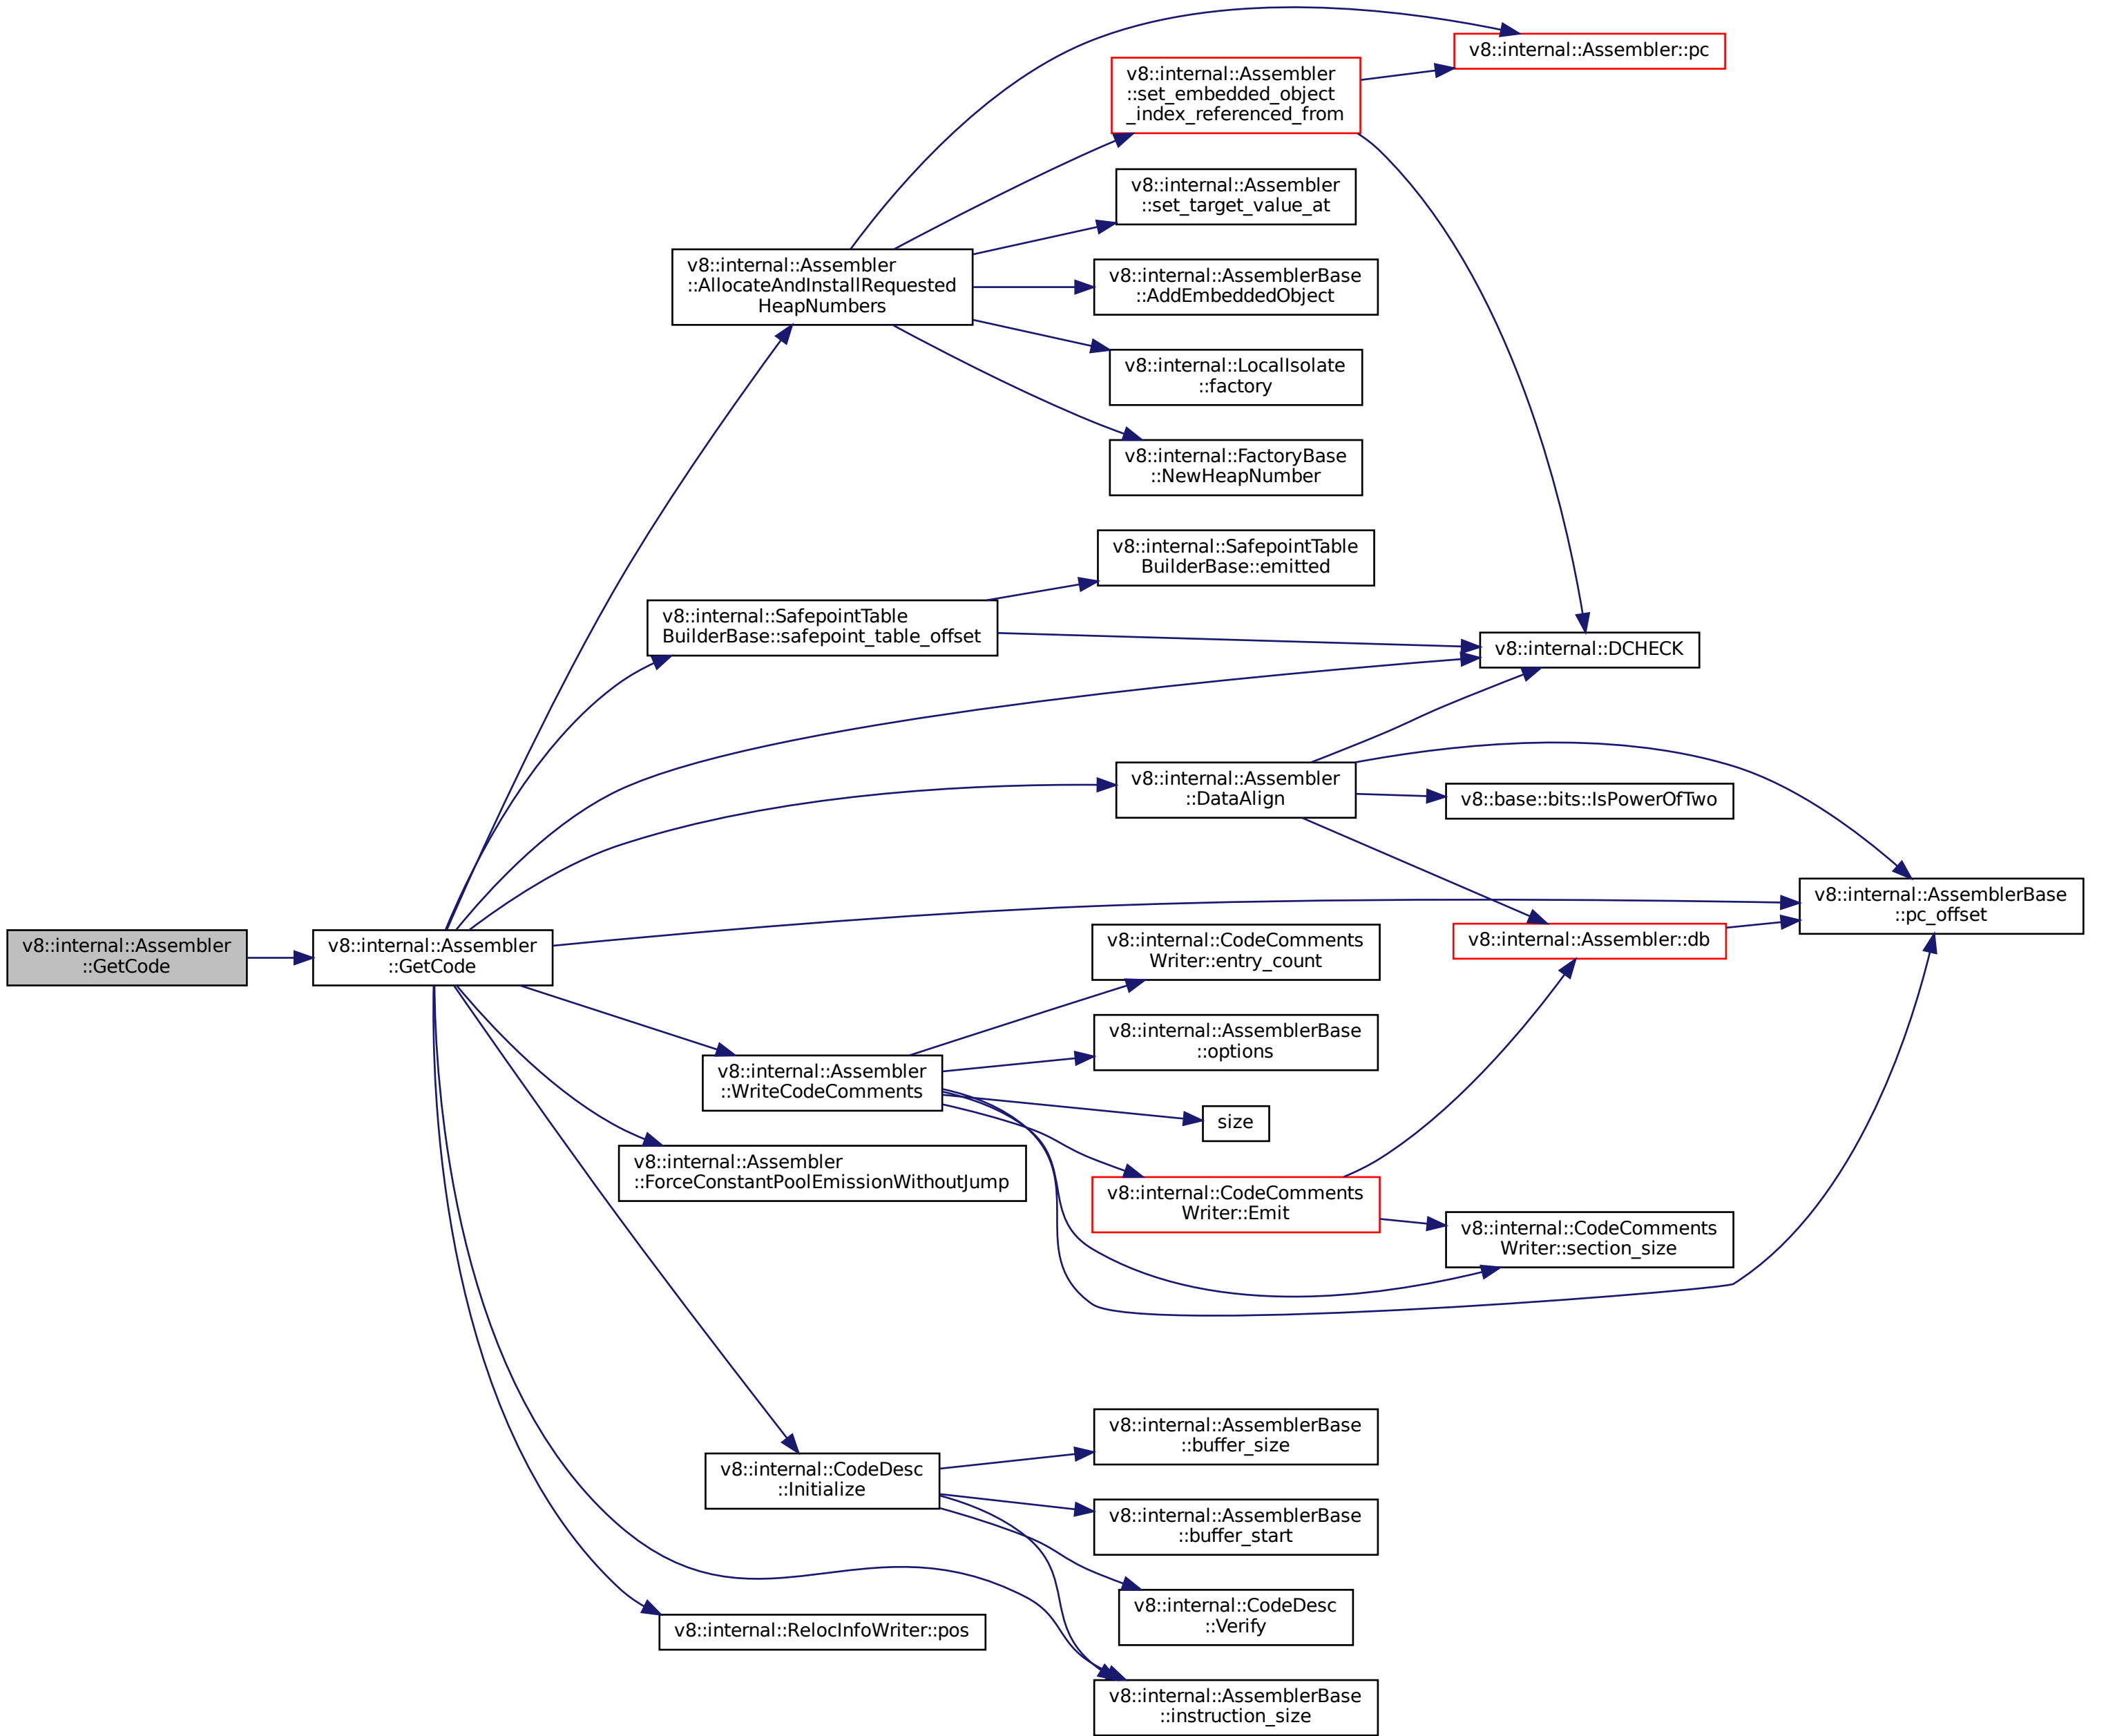 v8::internal::Assembler
::GetCode
v8::internal::Assembler
::GetCode
v8::internal::Assembler
::AllocateAndInstallRequested
HeapNumbers
v8::internal::SafepointTable
BuilderBase::safepoint_table_offset
v8::internal::Assembler
::WriteCodeComments
v8::internal::Assembler
::ForceConstantPoolEmissionWithoutJump
v8::internal::CodeDesc
::Initialize
v8::internal::RelocInfoWriter::pos
v8::internal::Assembler
::set_embedded_object
_index_referenced_from
v8::internal::Assembler
::set_target_value_at
v8::internal::AssemblerBase
::AddEmbeddedObject
v8::internal::LocalIsolate
::factory
v8::internal::FactoryBase
::NewHeapNumber
v8::internal::SafepointTable
BuilderBase::emitted
v8::internal::Assembler
::DataAlign
v8::internal::CodeComments
Writer::entry_count
v8::internal::AssemblerBase
::options
size
v8::internal::CodeComments
Writer::Emit
v8::internal::AssemblerBase
::buffer_size
v8::internal::AssemblerBase
::buffer_start
v8::internal::CodeDesc
::Verify
v8::internal::AssemblerBase
::instruction_size
v8::internal::Assembler::pc
v8::internal::DCHECK
v8::base::bits::IsPowerOfTwo
v8::internal::Assembler::db
v8::internal::CodeComments
Writer::section_size
v8::internal::AssemblerBase
::pc_offset